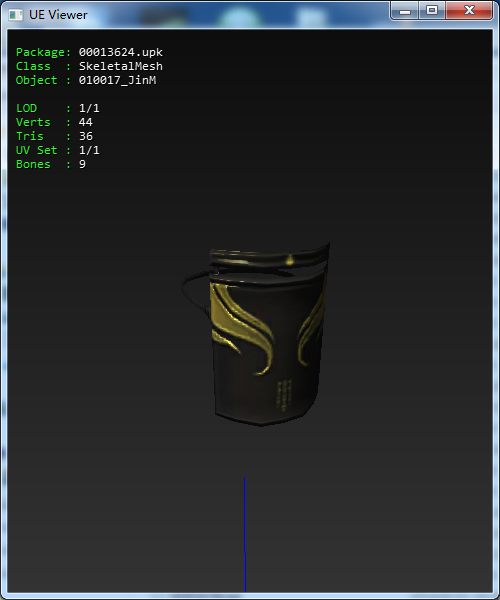 UE Viewer
Package: 00013624.upk
Class : SkeletalMesh
Object : 010017_JinM
LOD : 1/1
Verts : 44
Tris : 36
UV Set : 1/1
Bones : 9